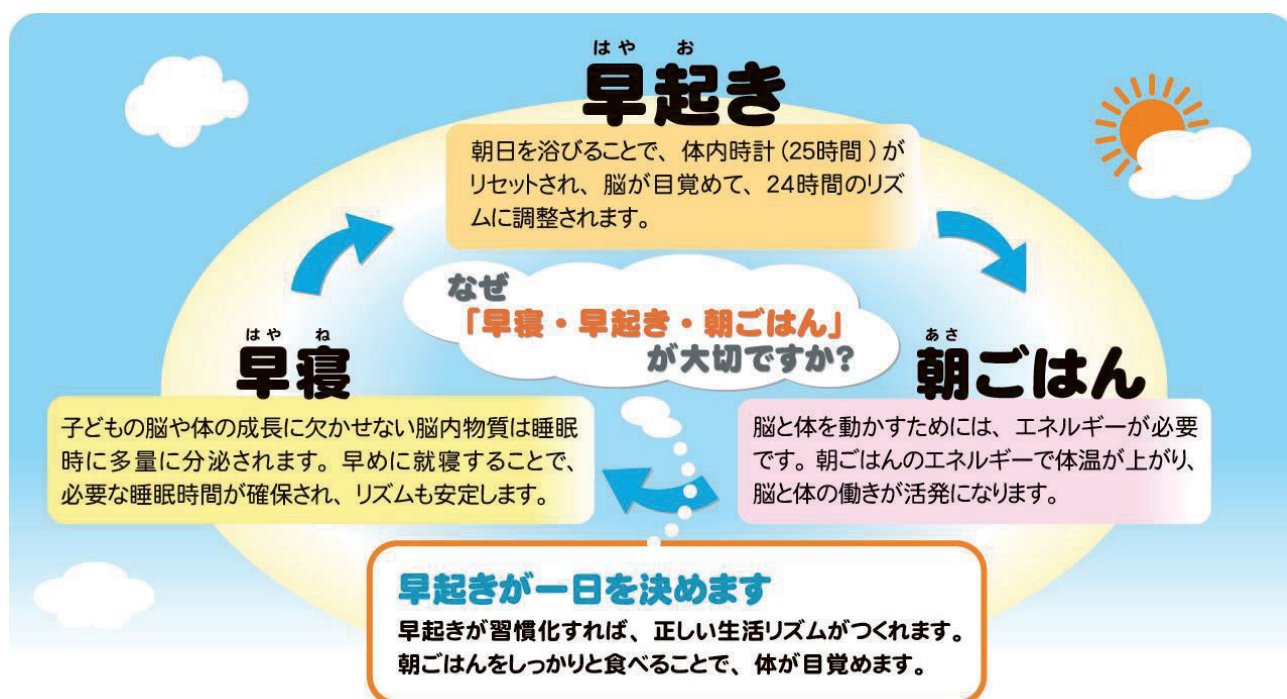 はや お
早起き
朝日を浴びることで、体内時計(25時間)が
リセットされ、脳が目覚めて、24時間のリズ
ムに調整されます。
なぜ
「早寝・早起き・朝ごはん」
が大切ですか?
はや ね
早寝
子どもの脳や体の成長に欠かせない脳内物質は睡眠
時に多量に分泌されます。早めに就寝することで、
必要な睡眠時間が確保され、リズムも安定します。
あさ
朝ごはん
脳と体を動かすためには、エネルギーが必要
です。朝ごはんのエネルギーで体温が上がり、
脳と体の働きが活発になります。
早起きが一日を決めます
早起きが習慣化すれば、正しい生活リズムがつくれます。
朝ごはんをしっかりと食べることで、体が目覚めます。